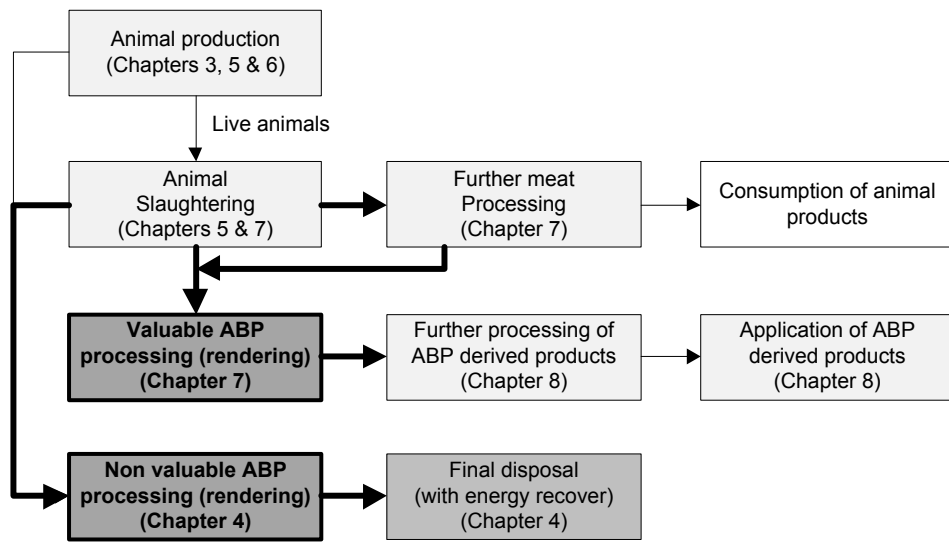 Animal production
(Chapters 3, 5 & 6)
Live animals
Animal
Slaughtering
(Chapters 5 & 7)
Further meat
Processing
(Chapter 7)
Consumption of animal
products
Valuable ABP
processing (rendering)
(Chapter 7)
Further processing of
ABP derived products
(Chapter 8)
Application of ABP
derived products
(Chapter 8)
Non valuable ABP
processing (rendering)
(Chapter 4)
Final disposal
(with energy recover)
(Chapter 4)